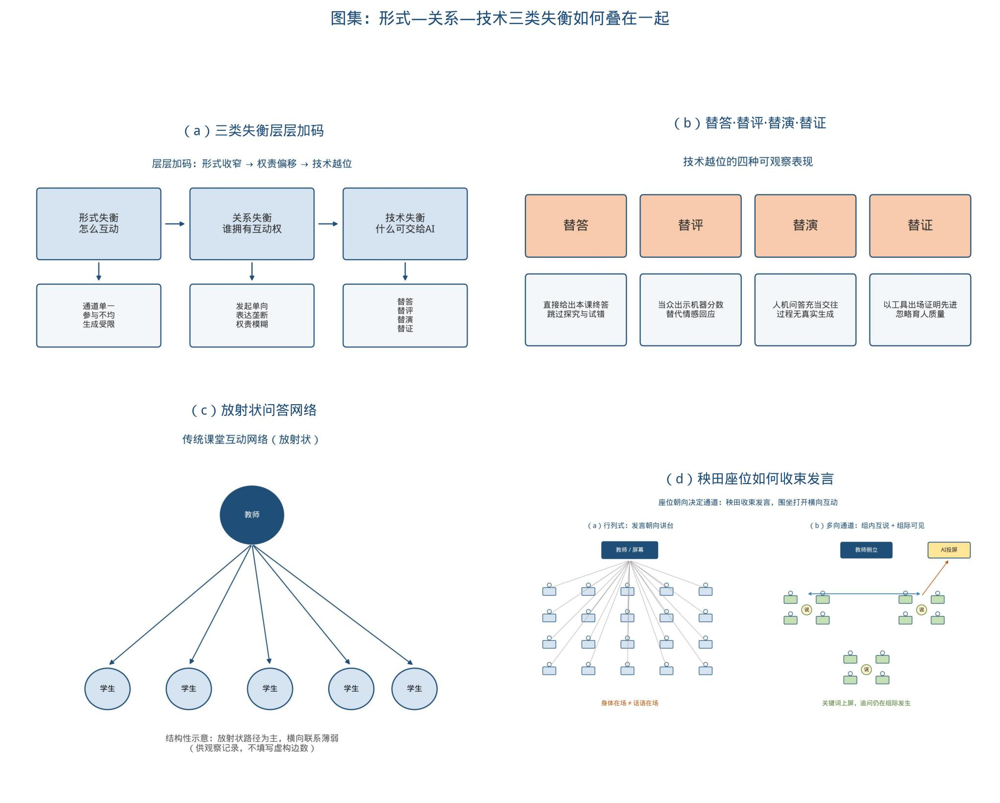 图集：形式—关系—技术三类失衡如何叠在一起
（a）三类失衡层层加码
层层加码：形式收窄 → 权责偏移 → 技术越位
形式失衡
怎么互动
关系失衡
谁拥有互动权
技术失衡
什么可交给AI
通道单一
参与不均
生成受限
发起单向
表达垄断
权责模糊
替答
替评
替演
替证
（b）替答·替评·替演·替证
技术越位的四种可观察表现
替答
替评
替演
替证
直接给出本课终答
跳过探究与试错
当众出示机器分数
替代情感回应
人机问答充当交往
过程无真实生成
以工具出场证明先进
忽略育人质量
（c）放射状问答网络
传统课堂互动网络（放射状）
教师
学生
学生
学生
学生
学生
结构性示意：放射状路径为主，横向联系薄弱
（供观察记录，不填写虚构边数）
（d）秧田座位如何收束发言
座位朝向决定通道：秧田收束发言，围坐打开横向互动
（a）行列式：发言朝向讲台
教师 / 屏幕
身体在场 ≠ 话语在场
（b）多向通道：组内互说 + 组际可见
教师侧立
AI投屏
说
说
说
关键词上屏，追问仍在组际发生